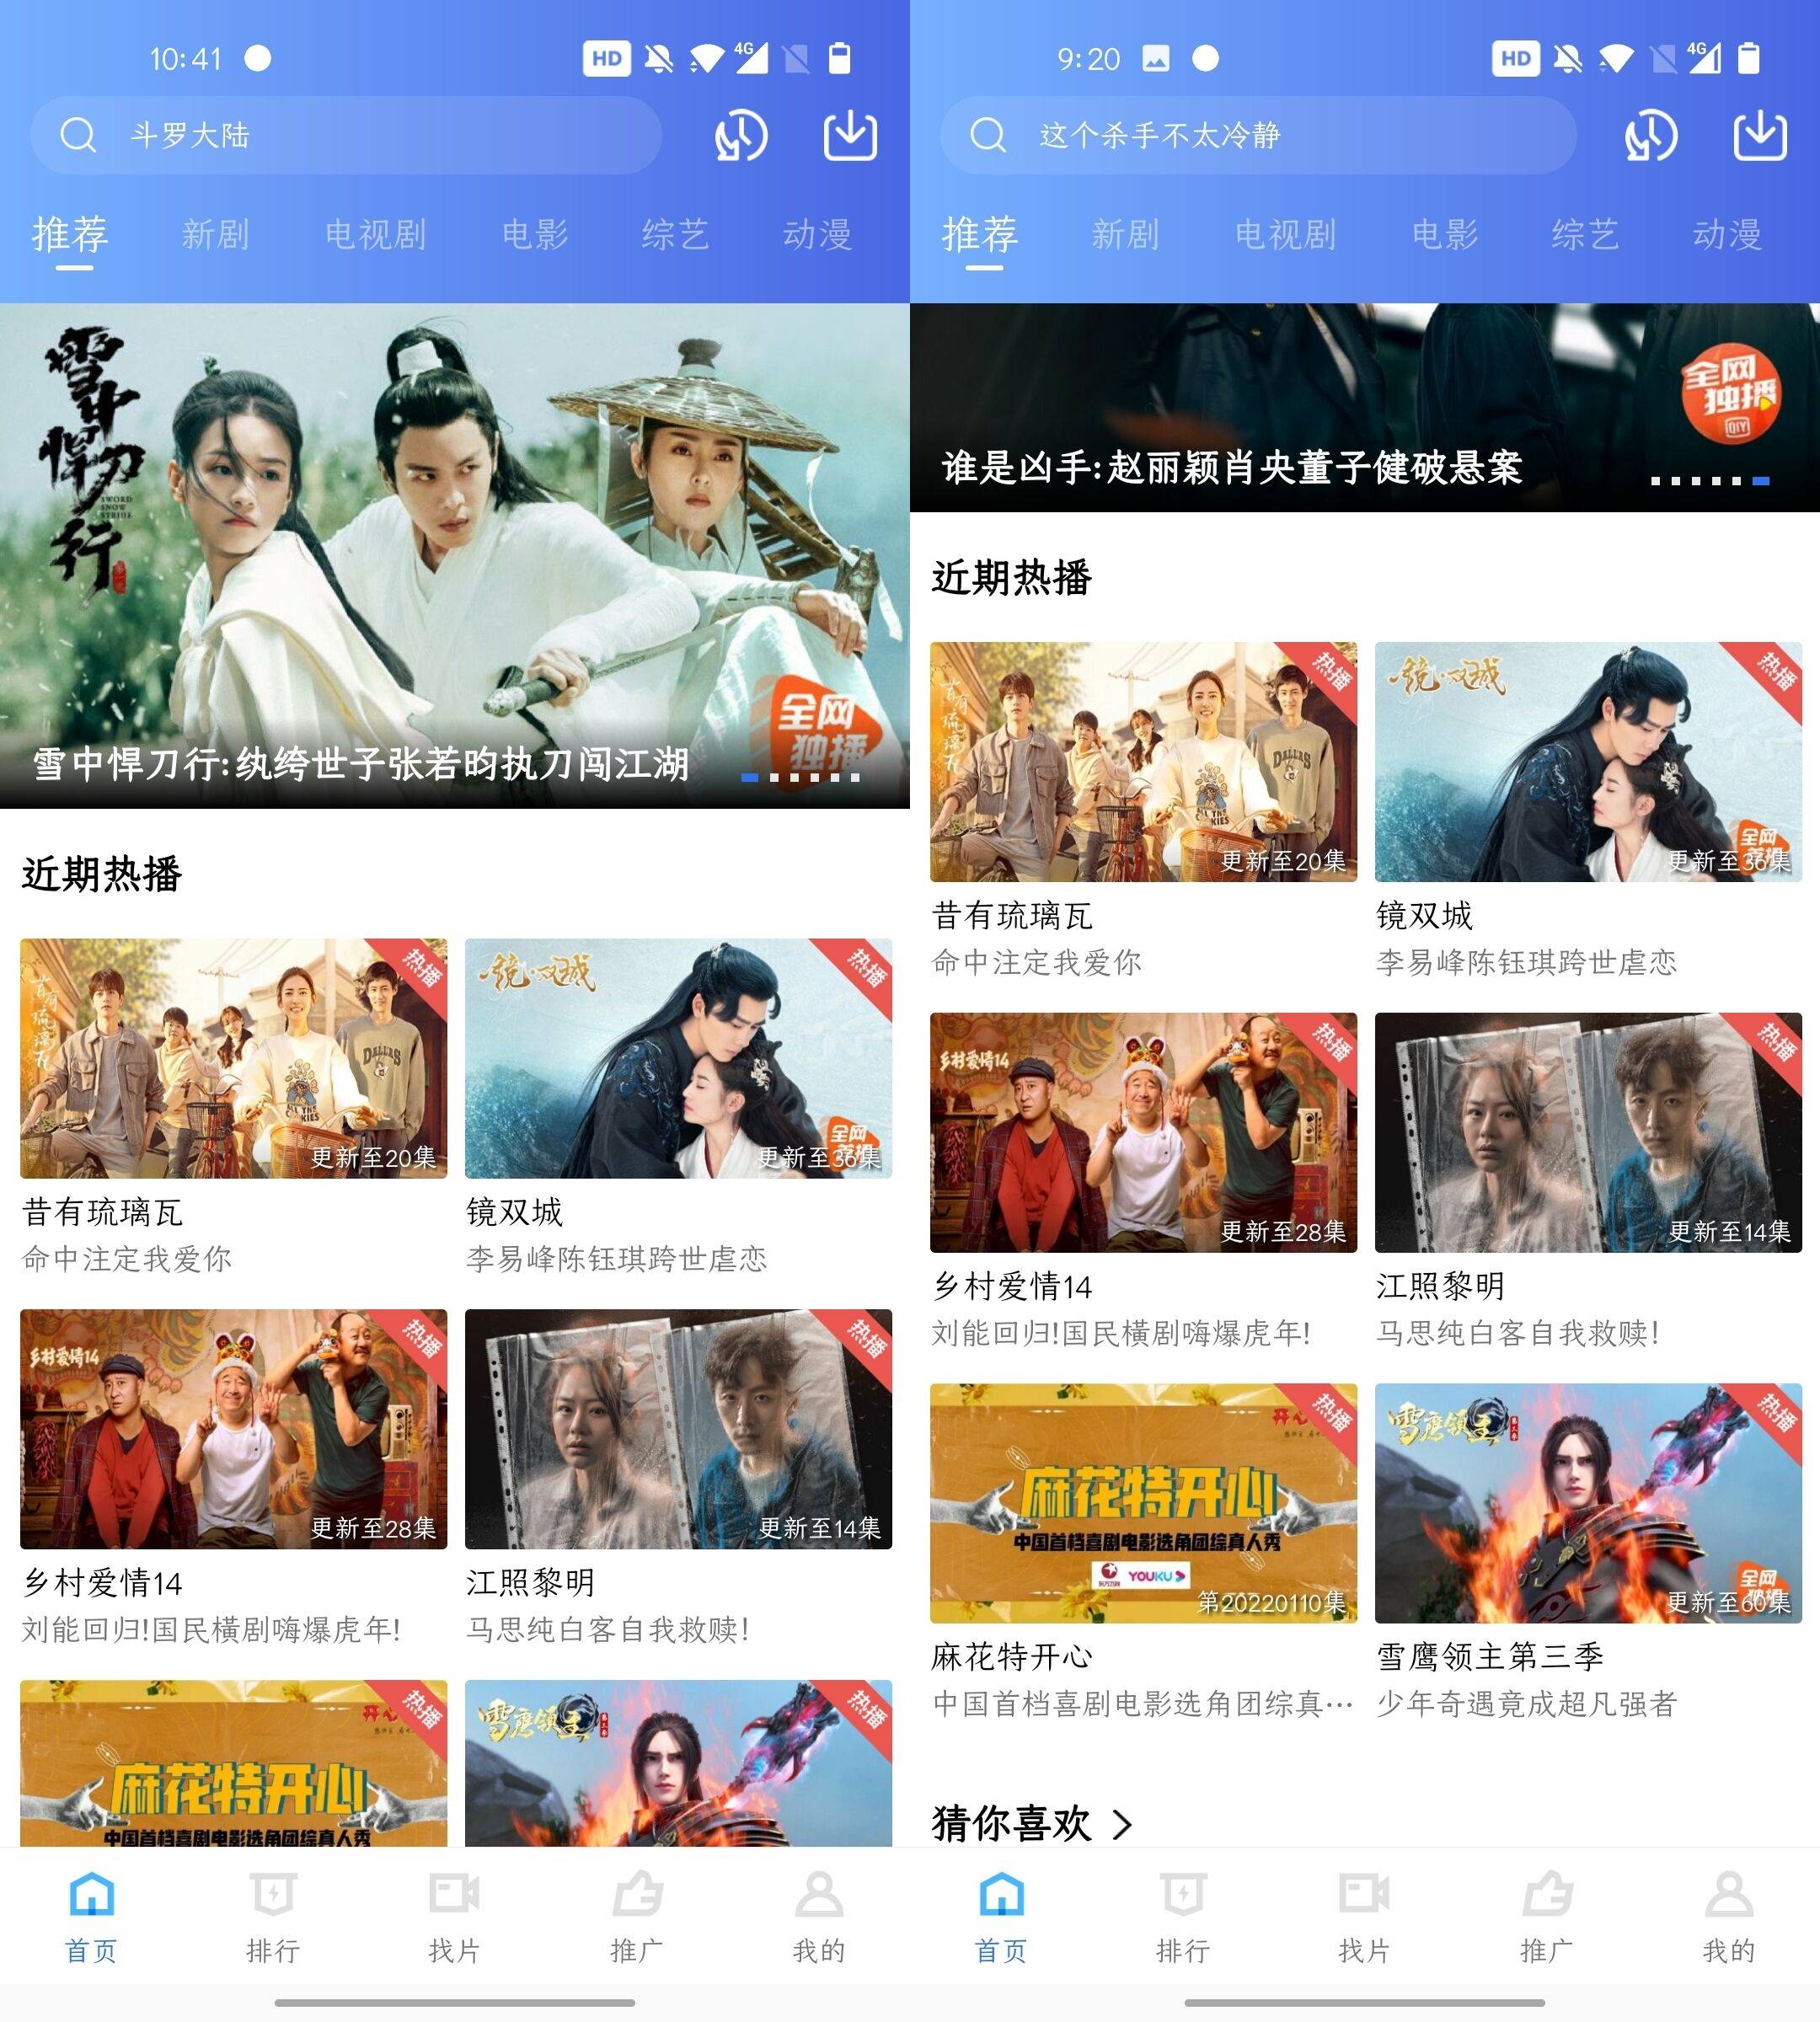 10:41
HD
4G
斗罗大陆
推荐 新剧 电视剧 电影 综艺 动漫
雪中悍刀行
SWORD
SNOW
STRIDE
全网
独播
雪中悍刀行:纨绔世子张若昀执刀闯江湖
近期热播
昔有琉璃瓦
DALLAS
热播
更新至20集
镜·双城
热播
全网
更新至36集
昔有琉璃瓦
命中注定我爱你
镜双城
李易峰陈钰琪跨世虐恋
乡村爱情14
热播
更新至28集
热播
更新至14集
乡村爱情14
刘能回归!国民横剧嗨爆虎年!
江照黎明
马思纯白客自我救赎!
热播
麻花特开心
中国首档喜剧电影选角团综真人秀
雪鹰领主
热播
首页 排行 找片 推广 我的
9:20
HD
4G
这个杀手不太冷静
推荐 新剧 电视剧 电影 综艺 动漫
全网
独播
QIY
谁是凶手:赵丽颖肖央董子健破悬案
近期热播
昔有琉璃瓦
DALLAS
热播
更新至20集
镜·双城
热播
全网
更新至36集
昔有琉璃瓦
命中注定我爱你
镜双城
李易峰陈钰琪跨世虐恋
乡村爱情14
热播
更新至28集
热播
更新至14集
乡村爱情14
刘能回归!国民横剧嗨爆虎年!
江照黎明
马思纯白客自我救赎!
热播
麻花特开心
中国首档喜剧电影选角团综真人秀
YOUKU
第20220110集
雪鹰领主
热播
全网
独播
更新至60集
麻花特开心
中国首档喜剧电影选角团综真…
雪鹰领主第三季
少年奇遇竟成超凡强者
猜你喜欢
首页 排行 找片 推广 我的